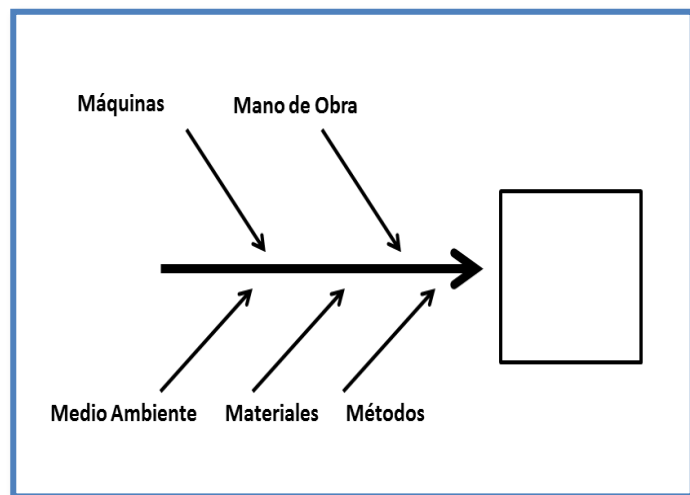 Máquinas
Mano de Obra
Medio Ambiente
Materiales
Métodos